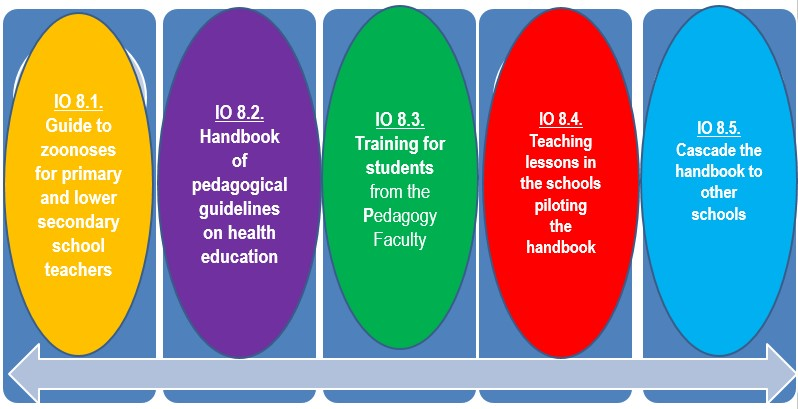 IO 8.1.
Guide to
zoonoses
for primary
and lower
secondary
school
teachers
IO 8.2.
Handbook
of
pedagogical
guidelines
on health
education
IO 8.3.
Training for
students
from the
Pedagogy
Faculty
IO 8.4.
Teaching
lessons in
the schools
piloting
the
handbook
IO 8.5.
Cascade the
handbook to
other
schools